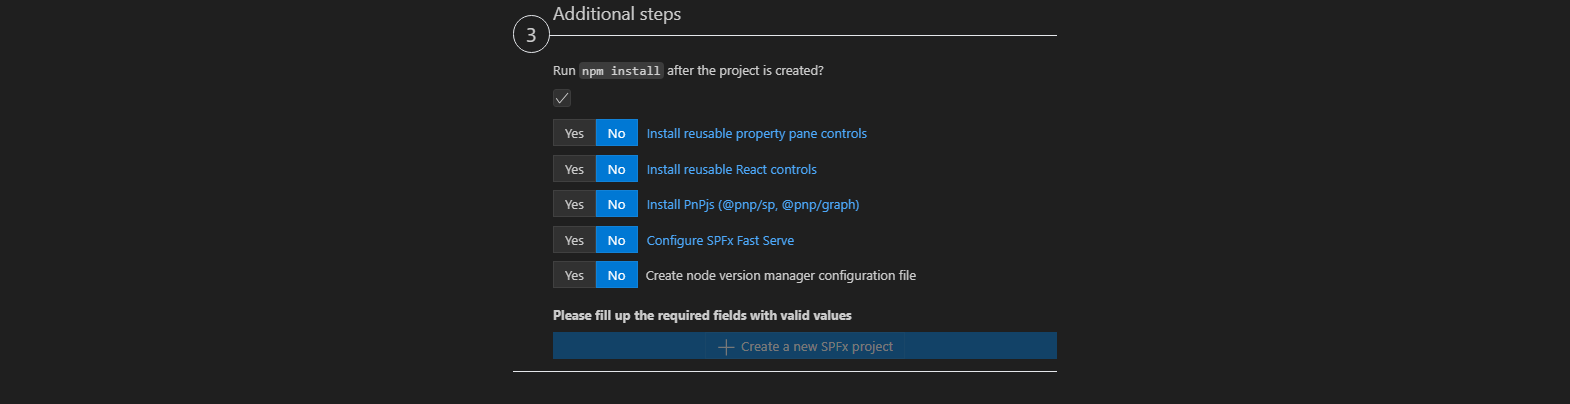 Additional steps
3
Run npm install after the project is created?
Yes No Install reusable property pane controls
Yes No Install reusable React controls
Yes No Install PnPjs (@pnp/sp, @pnp/graph)
Yes No Configure SPFx Fast Serve
Yes No Create node version manager configuration file
Please fill up the required fields with valid values
Create a new SPFx project